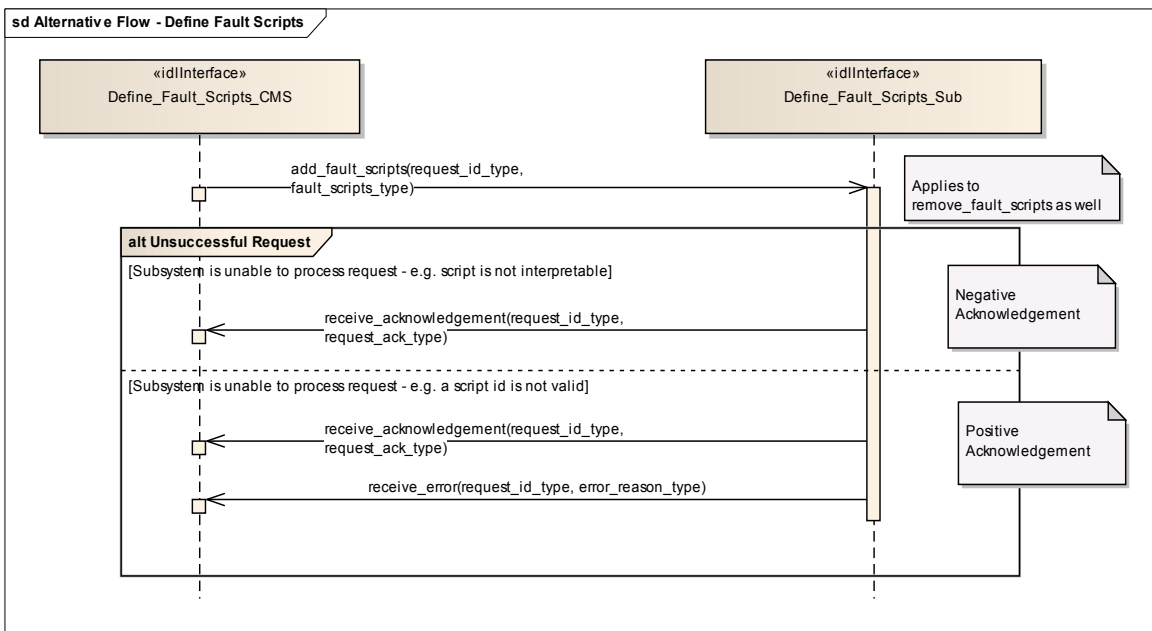 sd Alternative Flow - Define Fault Scripts
«idlInterface»
Define_Fault_Scripts_CMS
«idlInterface»
Define_Fault_Scripts_Sub
add_fault_scripts(request_id_type,
fault_scripts_type)
Applies to
remove_fault_scripts as well
alt Unsuccessful Request
[Subsystem is unable to process request - e.g. script is not interpretable]
Negative
Acknowledgement
receive_acknowledgement(request_id_type,
request_ack_type)
[Subsystem is unable to process request - e.g. a script id is not valid]
Positive
Acknowledgement
receive_acknowledgement(request_id_type,
request_ack_type)
receive_error(request_id_type, error_reason_type)